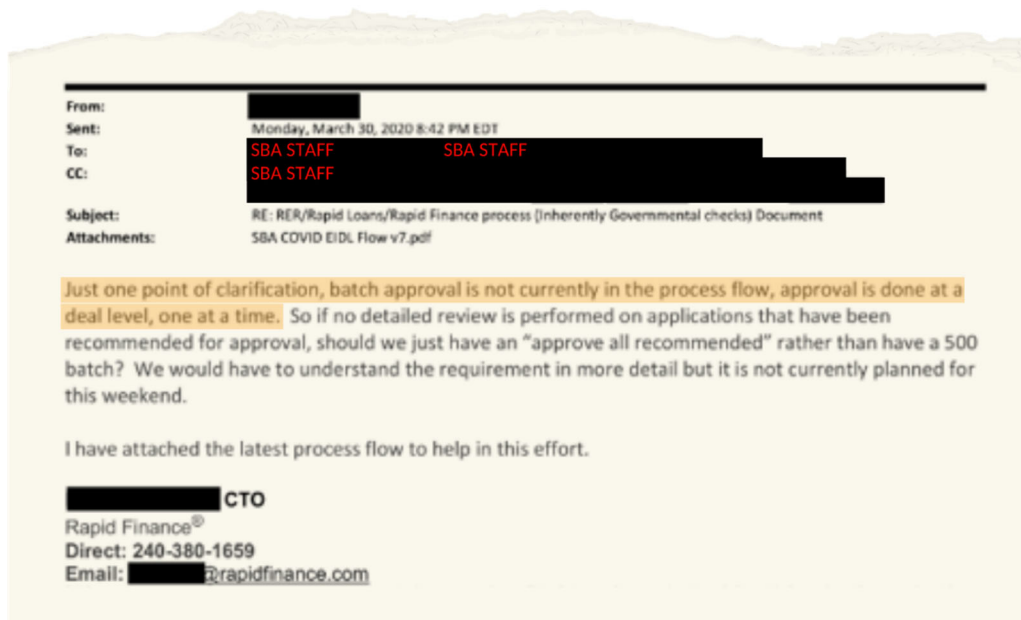 From:
Sent: Monday, March 30, 2020 8:42 PM EDT
To: SBA STAFF SBA STAFF
CC: SBA STAFF
Subject: RE: RER/Rapid Loans/Rapid Finance process (Inherently Governmental checks) Document
Attachments: SBA COVID EIDL Flow v7.pdf
Just one point of clarification, batch approval is not currently in the process flow, approval is done at a
deal level, one at a time. So if no detailed review is performed on applications that have been
recommended for approval, should we just have an “approve all recommended” rather than have a 500
batch? We would have to understand the requirement in more detail but it is not currently planned for
this weekend.
I have attached the latest process flow to help in this effort.
CTO
Rapid Finance®
Direct: 240-380-1659
Email: @rapidfinance.com